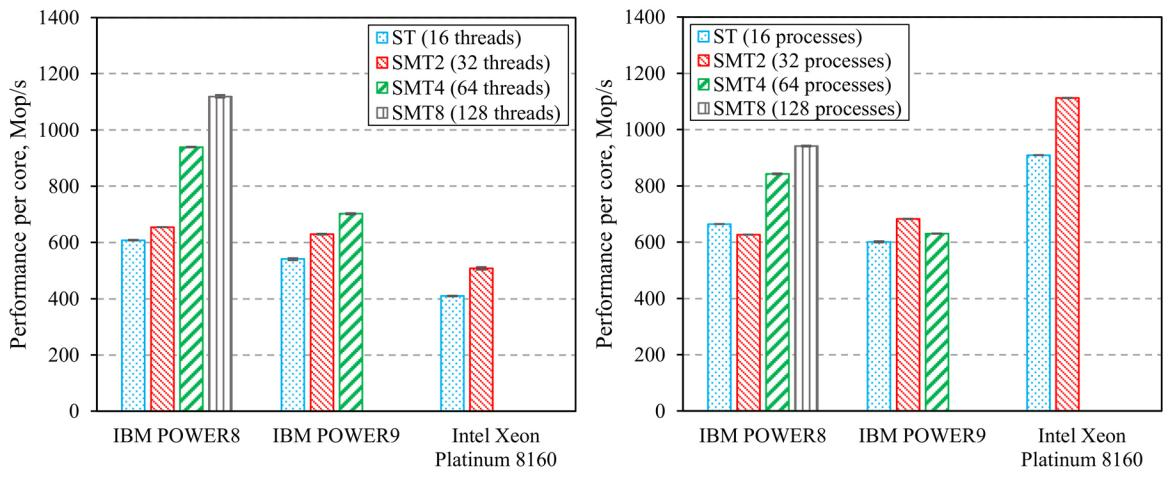 Performance per core, Mop/s
1400
1200
1000
800
600
400
200
0
ST (16 threads)
SMT2 (32 threads)
SMT4 (64 threads)
SMT8 (128 threads)
IBM POWER8
IBM POWER9
Intel Xeon
Platinum 8160
Performance per core, Mop/s
1400
1200
1000
800
600
400
200
0
ST (16 processes)
SMT2 (32 processes)
SMT4 (64 processes)
SMT8 (128 processes)
IBM POWER8
IBM POWER9
Intel Xeon
Platinum 8160